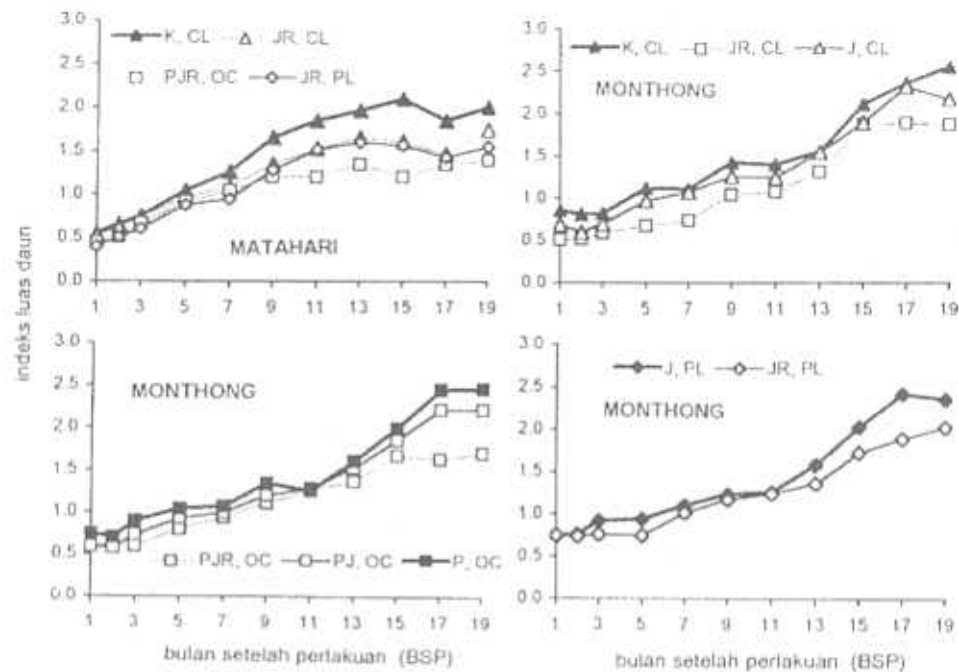 indeks luas daun
3.0
2.5
2.0
1.5
1.0
0.5
0.0
K, CL JR, CL
PJR, OC JR, PL
MATAHARI
1 3 5 7 9 11 13 15 17 19
3.0
2.5
2.0
1.5
1.0
0.5
0.0
K, CL JR, CL J, CL
MONTHONG
1 3 5 7 9 11 13 15 17 19
3.0
2.5
2.0
1.5
1.0
0.5
0.0
MONTHONG
PJR, OC PJ, OC P, OC
1 3 5 7 9 11 13 15 17 19
bulan setelah perlakuan (BSP)
3.0
2.5
2.0
1.5
1.0
0.5
0.0
J, PL JR, PL
MONTHONG
1 3 5 7 9 11 13 15 17 19
bulan setelah perlakuan (BSP)